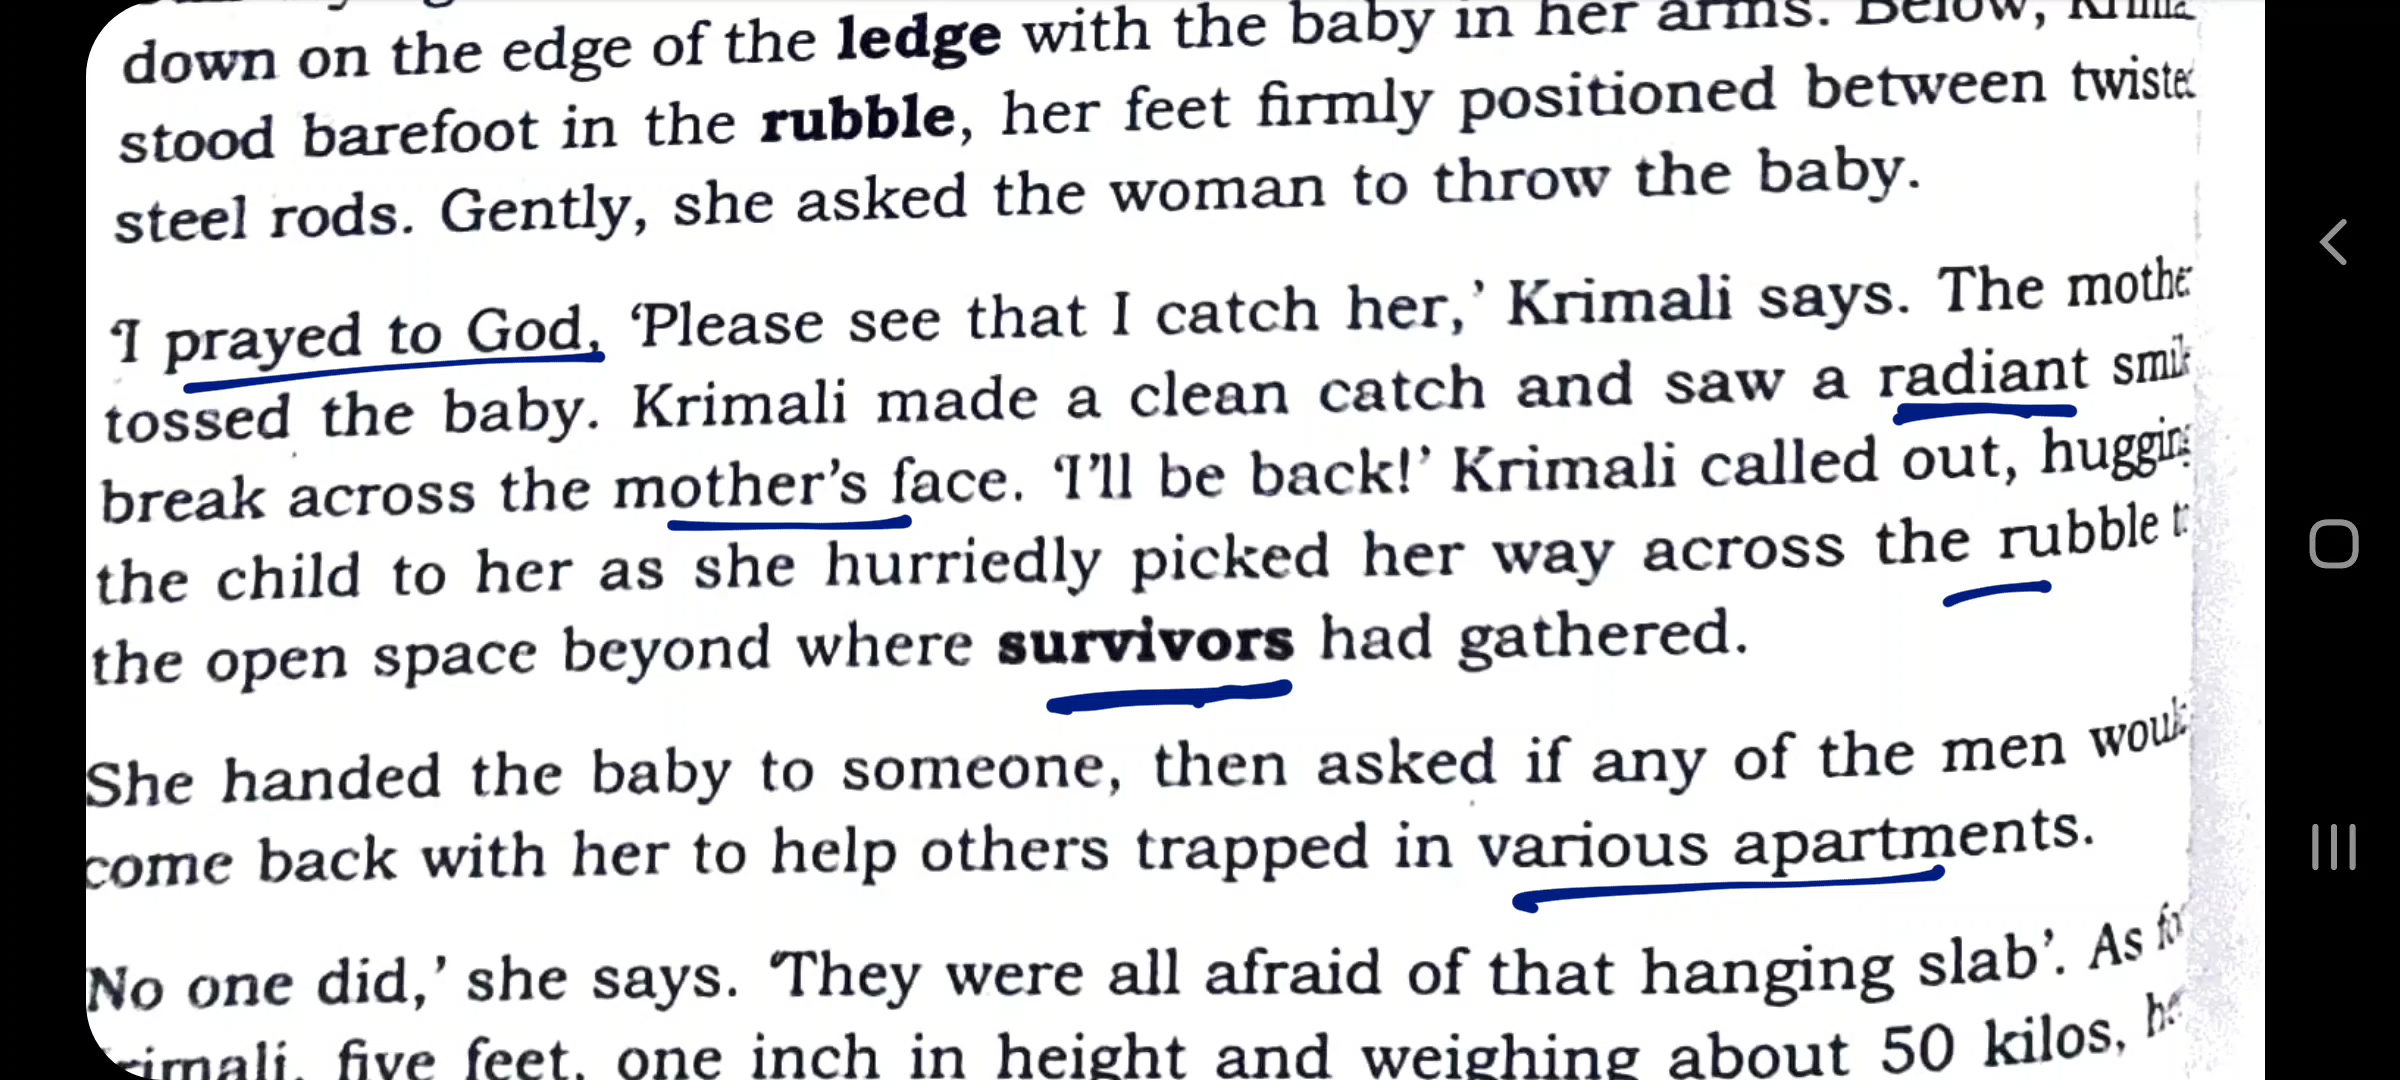 down on the edge of the ledge with the baby in her arms. Below,
stood barefoot in the rubble, her feet firmly positioned between
steel rods. Gently, she asked the woman to throw the baby.
'I prayed to God, 'Please see that I catch her,' Krimali says. The
tossed the baby. Krimali made a clean catch and saw a radiant
break across the mother's face. 'I'll be back!' Krimali called out,
the child to her as she hurriedly picked her way across the rubble
the open space beyond where survivors had gathered.
She handed the baby to someone, then asked if any of the men
come back with her to help others trapped in various apartments.
No one did,' she says. 'They were all afraid of that hanging slab'. As
five feet, one inch in height and weighing about 50 kilos,